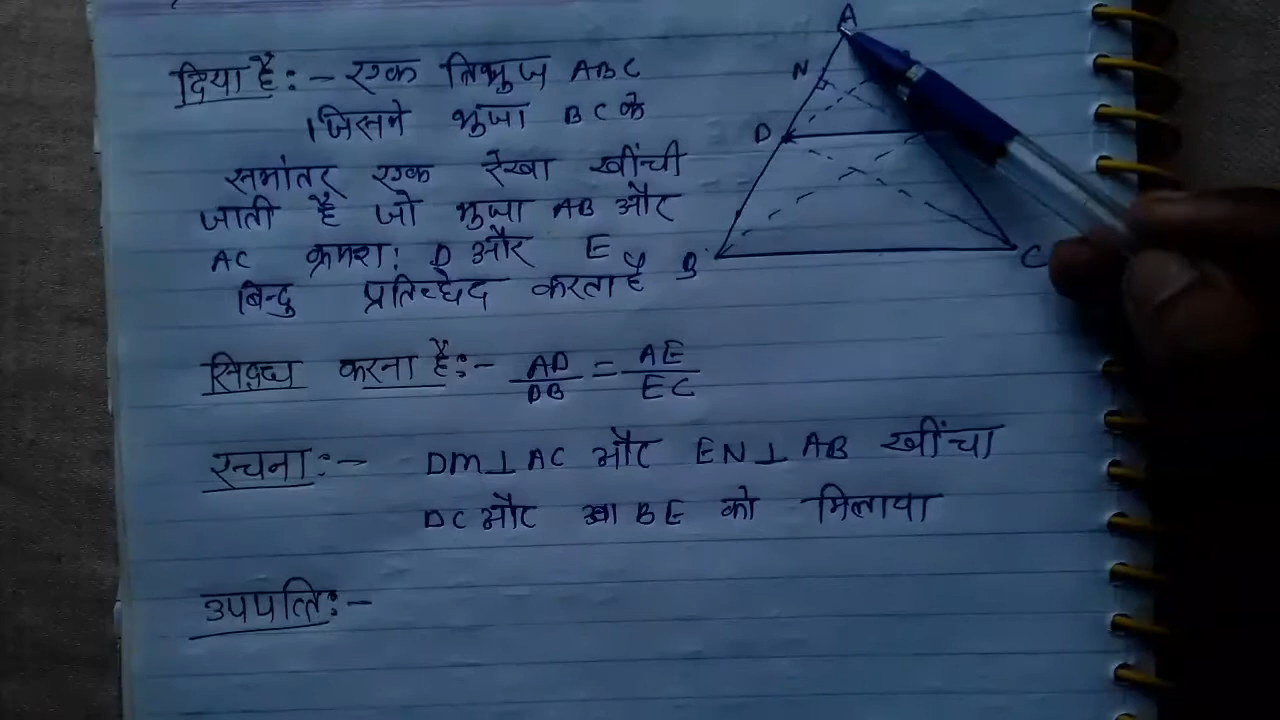 दिया है:- एक त्रिभुज ABC
जिसमे भुजा BC के
समांतर एक रेखा खींची
जाती है जो भुजा AB और
AC क्रमश: D और E
बिन्दु प्रतिच्छेद करता है
A
N
D
B
C
सिद्ध करना है:- AD/DB = AE/EC
रचना:- DM⊥AC और EN⊥AB खींचा
DC और BE को मिलाया
उपपत्ति:-